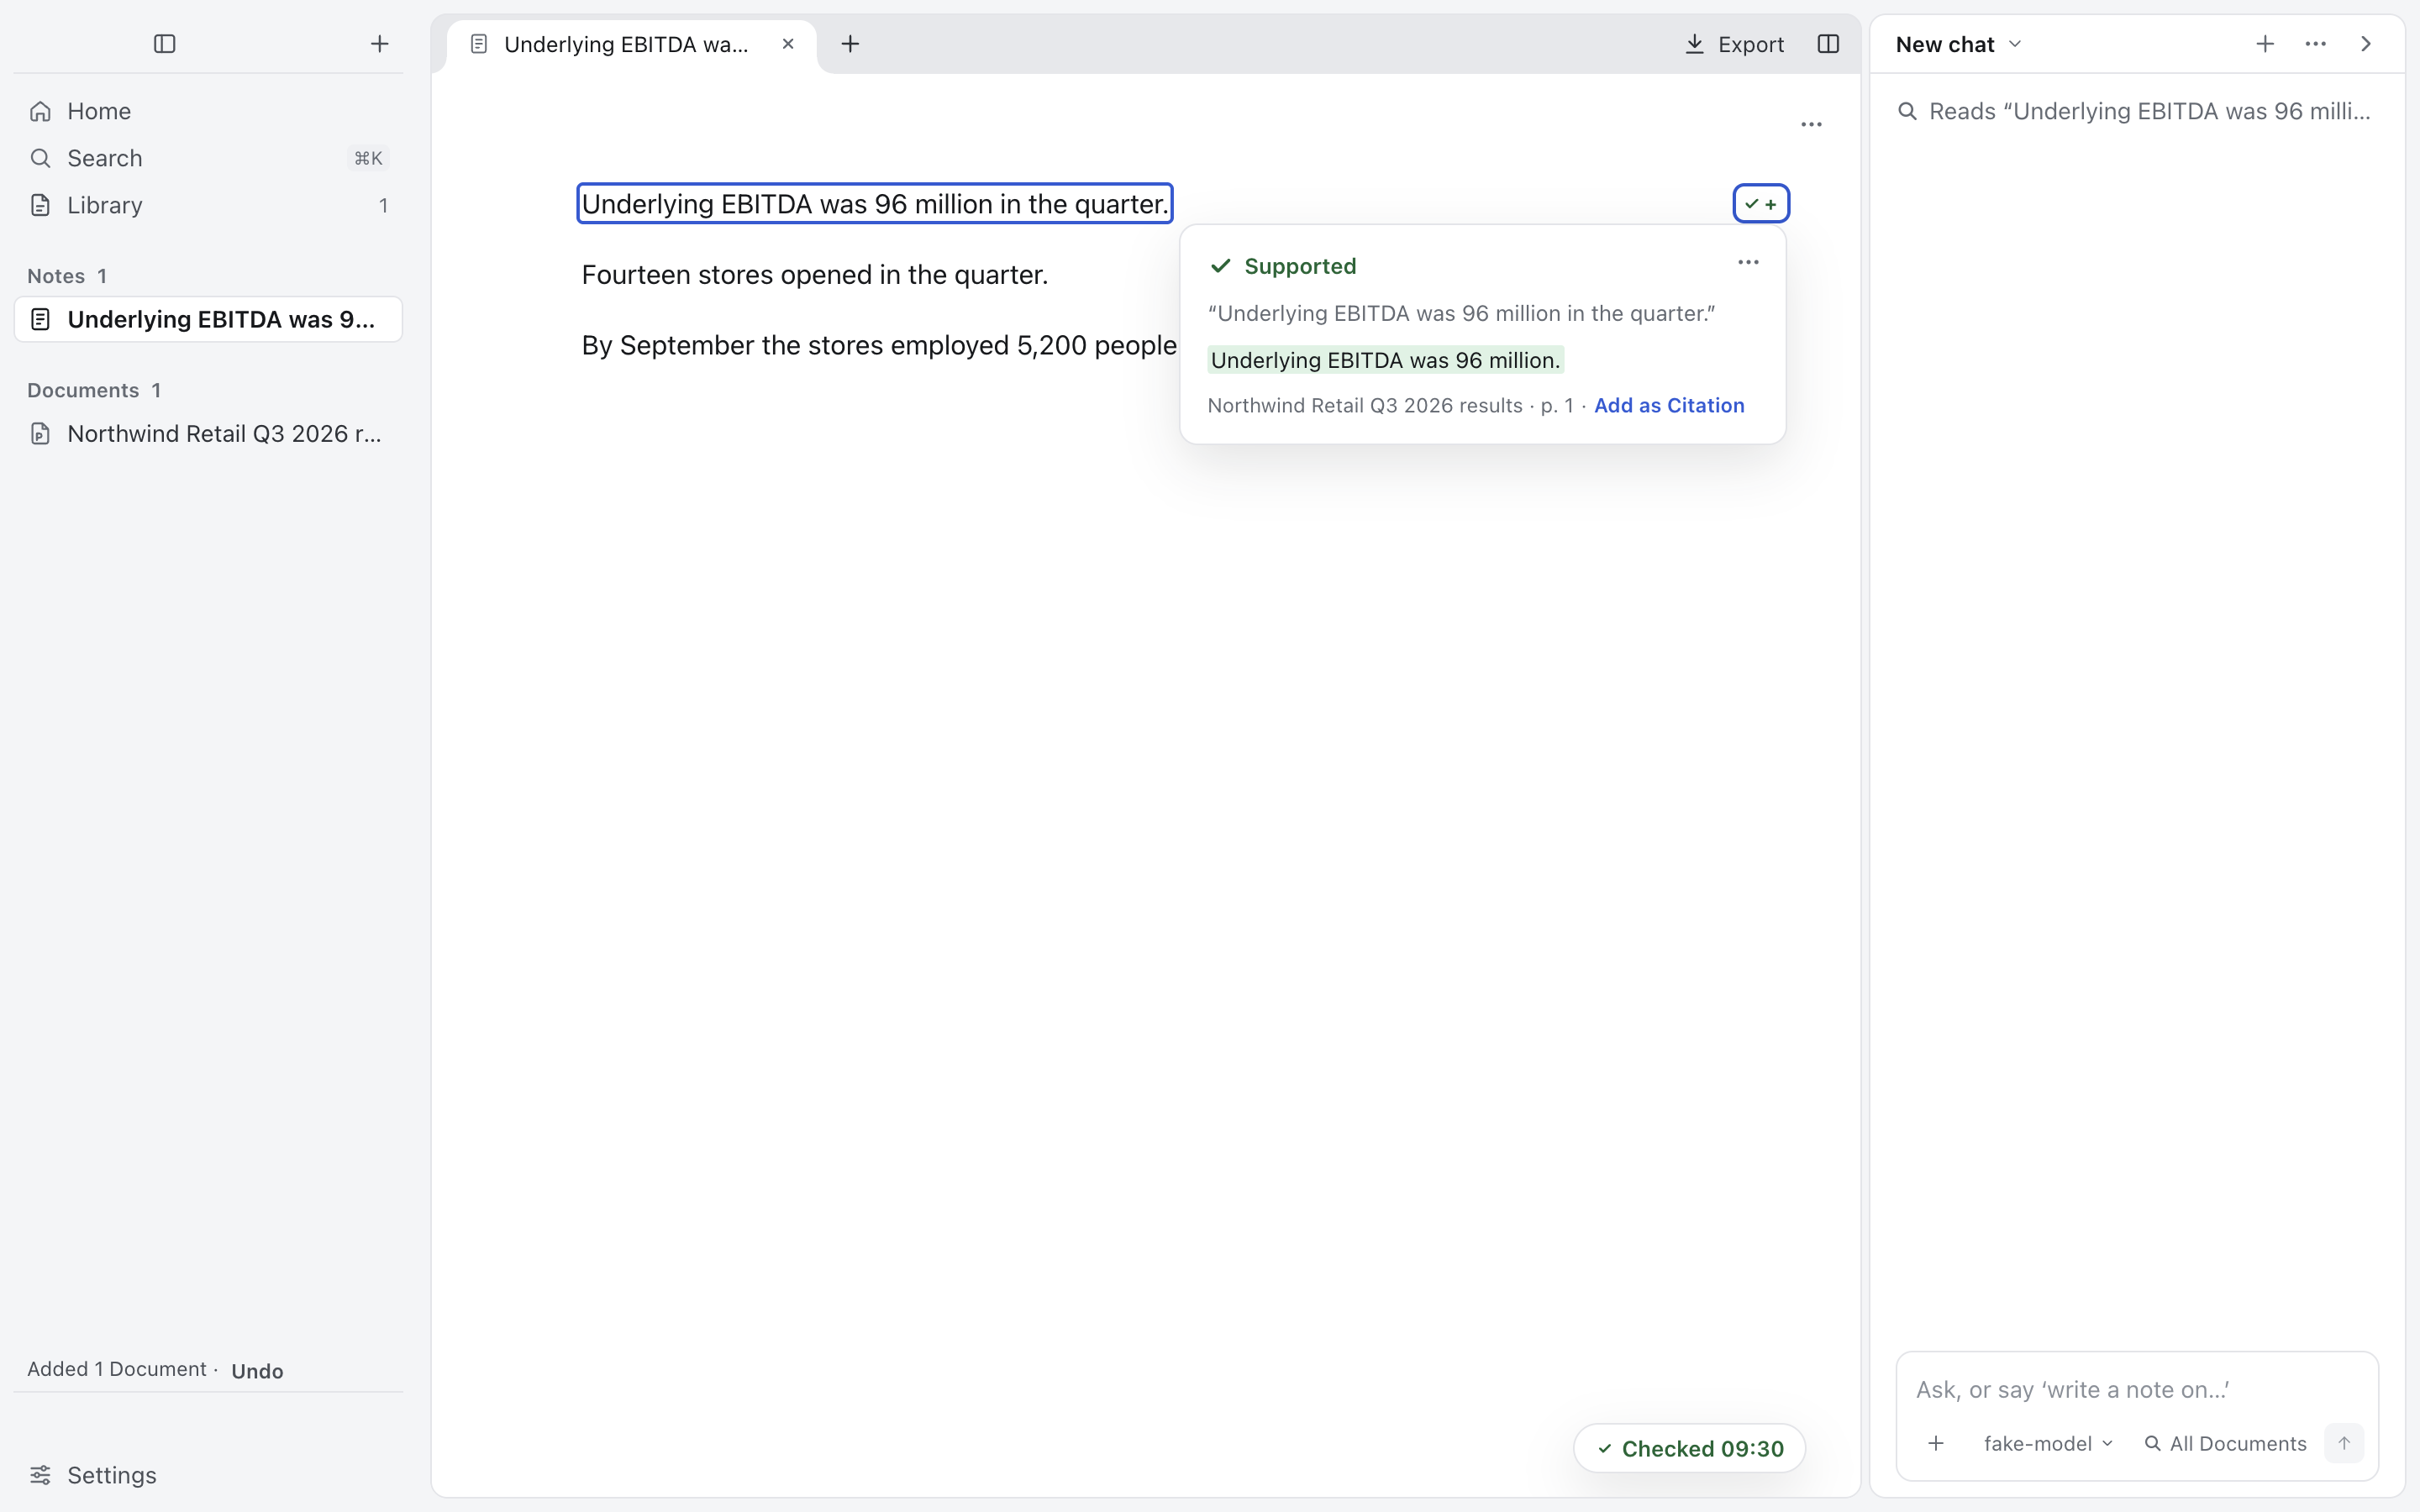 Home
Search ⌘K
Library 1
Notes 1
Underlying EBITDA was 9...
Documents 1
Northwind Retail Q3 2026 r...
Added 1 Document · Undo
Settings
Underlying EBITDA wa...
Export
Underlying EBITDA was 96 million in the quarter.
Fourteen stores opened in the quarter.
By September the stores employed 5,200 people
Supported
“Underlying EBITDA was 96 million in the quarter.”
Underlying EBITDA was 96 million.
Northwind Retail Q3 2026 results · p. 1 · Add as Citation
Checked 09:30
New chat
Reads “Underlying EBITDA was 96 milli...
Ask, or say ‘write a note on...’
fake-model
All Documents